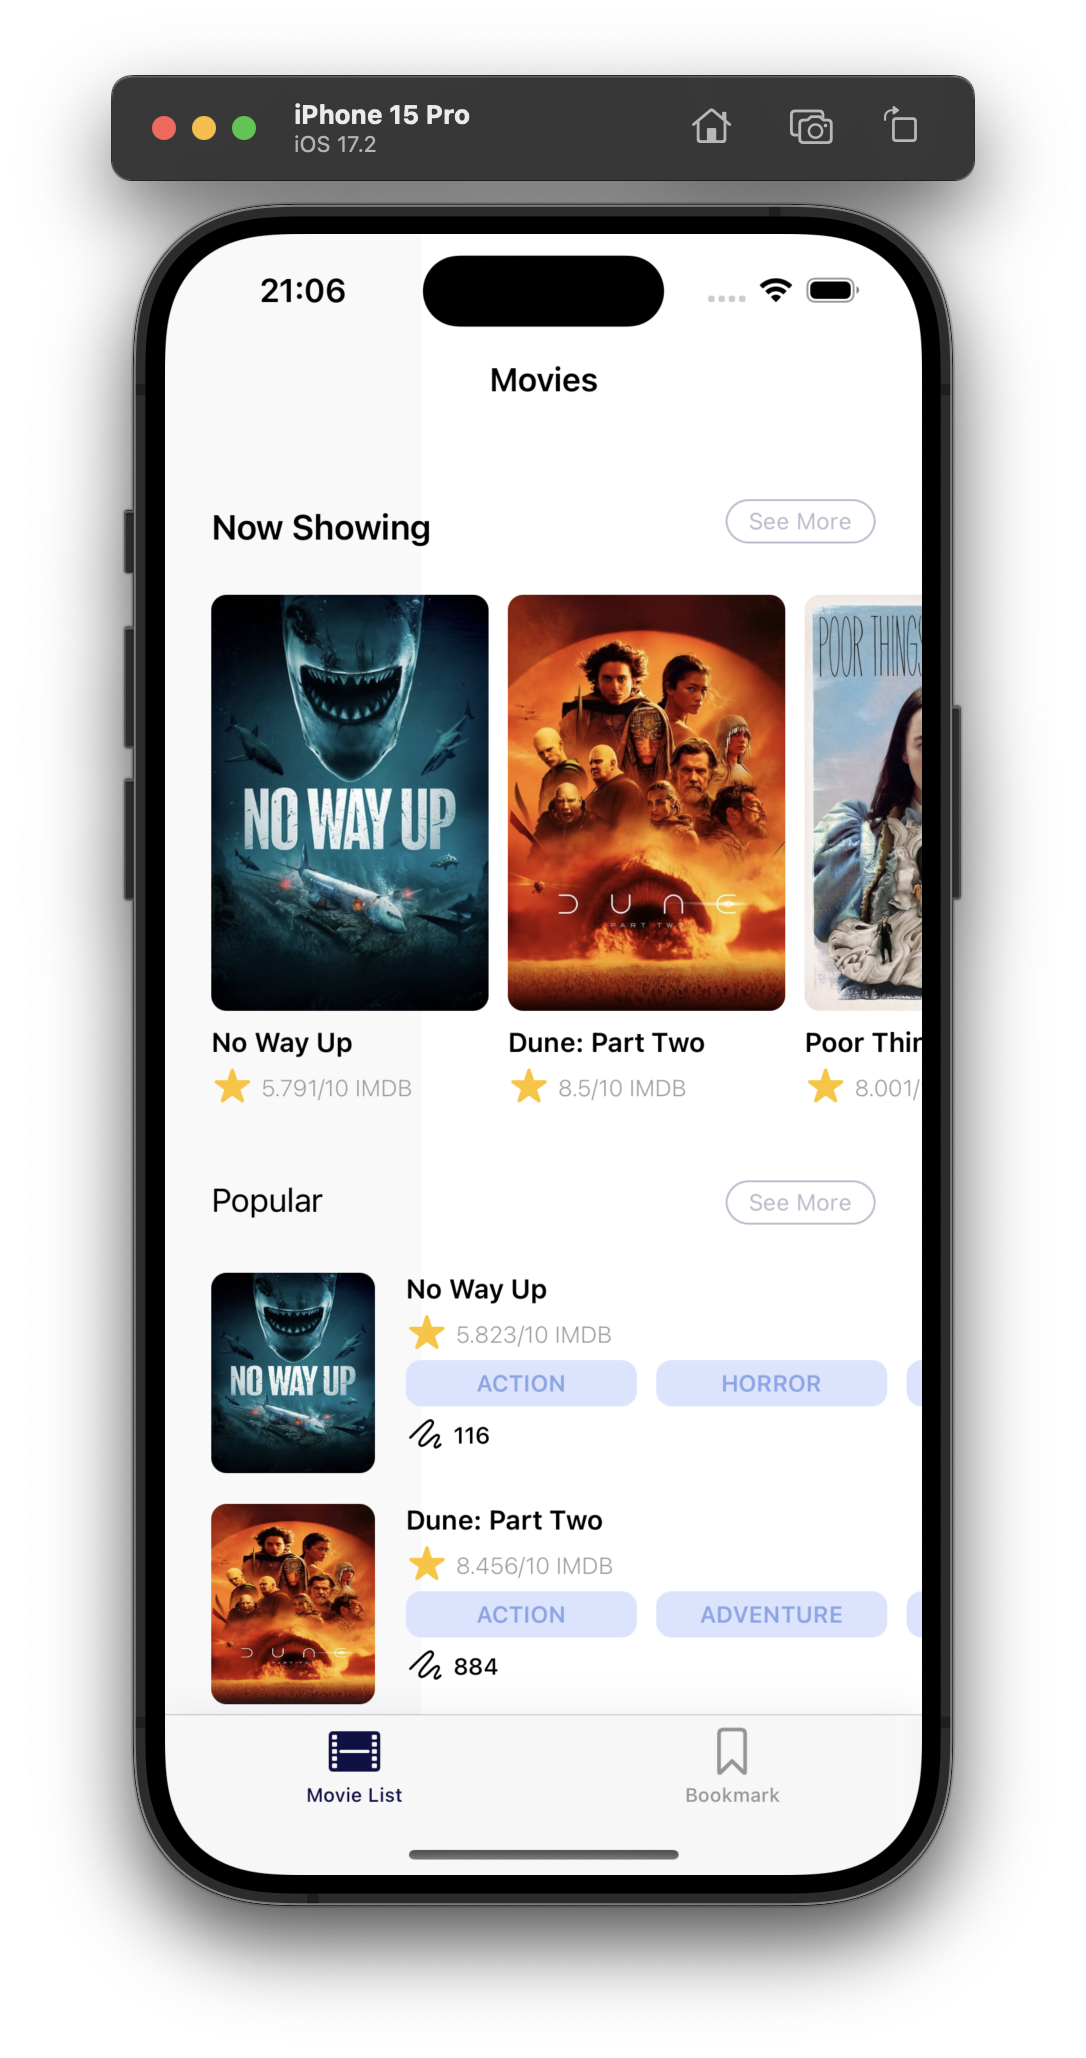 iPhone 15 Pro
iOS 17.2
21:06
Movies
Now Showing
See More
NO WAY UP
DUNE
PART TWO
POOR THINGS
No Way Up
5.791/10 IMDB
Dune: Part Two
8.5/10 IMDB
Poor Thin
8.001/
Popular
See More
NO WAY UP
No Way Up
5.823/10 IMDB
ACTION
HORROR
116
DUNE
Dune: Part Two
8.456/10 IMDB
ACTION
ADVENTURE
884
Movie List
Bookmark